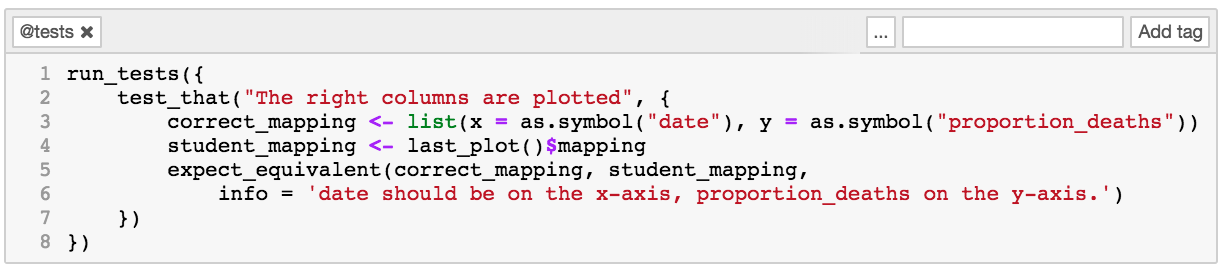 @tests ✖ ... Add tag
1 run_tests({
2     test_that("The right columns are plotted", {
3         correct_mapping <- list(x = as.symbol("date"), y = as.symbol("proportion_deaths"))
4         student_mapping <- last_plot()$mapping
5         expect_equivalent(correct_mapping, student_mapping,
6             info = 'date should be on the x-axis, proportion_deaths on the y-axis.')
7     })
8 })